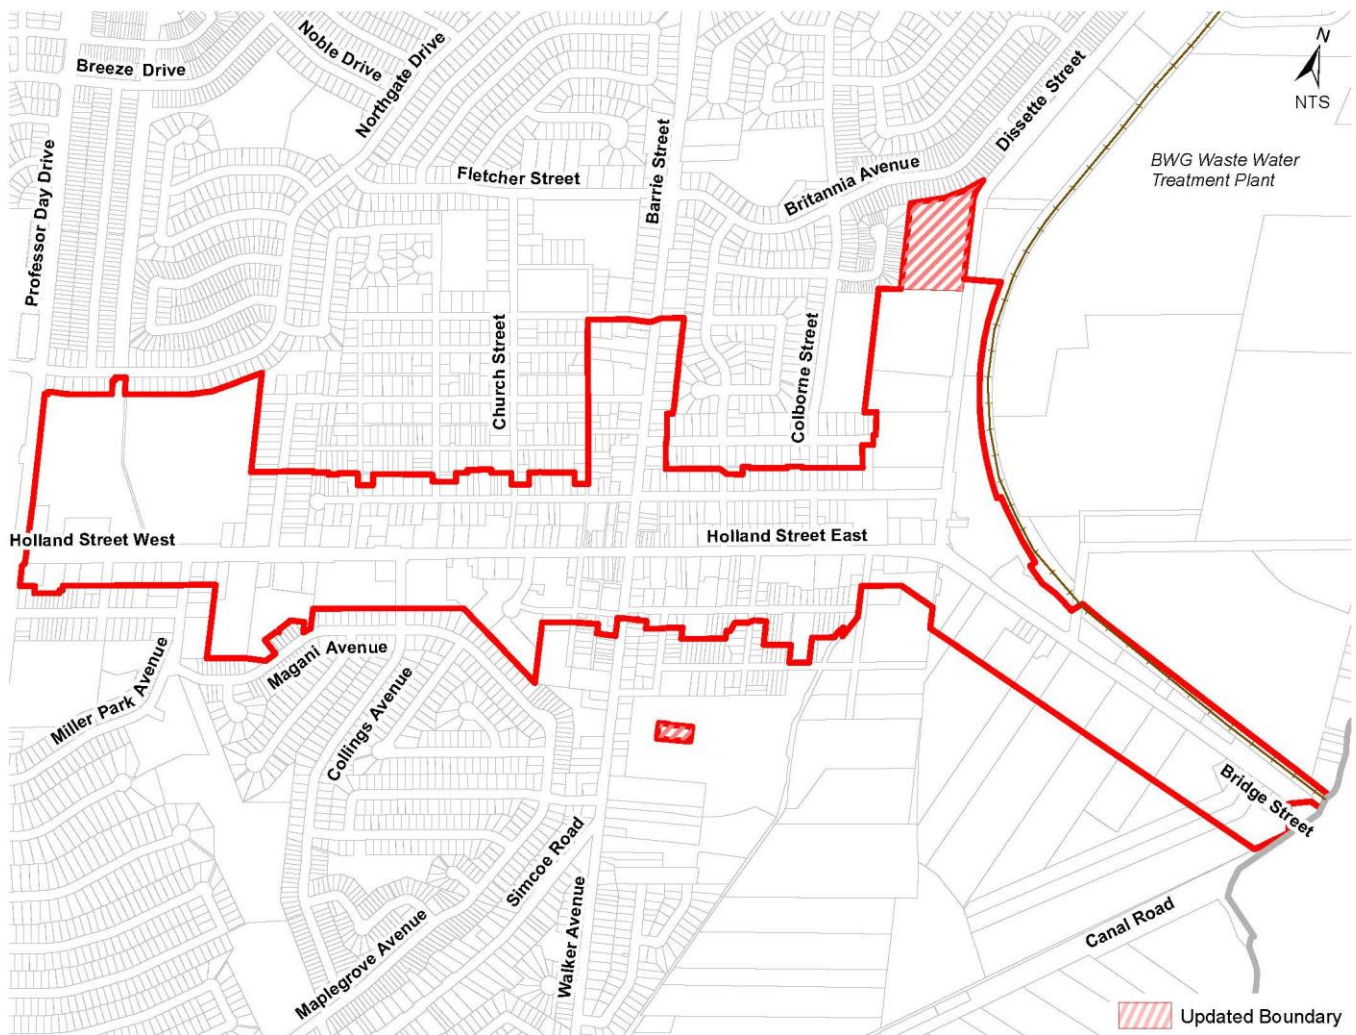 Noble Drive
Northgate Drive
Breeze Drive
N
NTS
Dissette Street
BWG Waste Water
Treatment Plant
Barrie Street
Fletcher Street
Britannia Avenue
Professor Day Drive
Church Street
Colborne Street
Holland Street West
Holland Street East
Magani Avenue
Miller Park Avenue
Collings Avenue
Bridge Street
Simcoe Road
Walker Avenue
Maplegrove Avenue
Canal Road
Updated Boundary